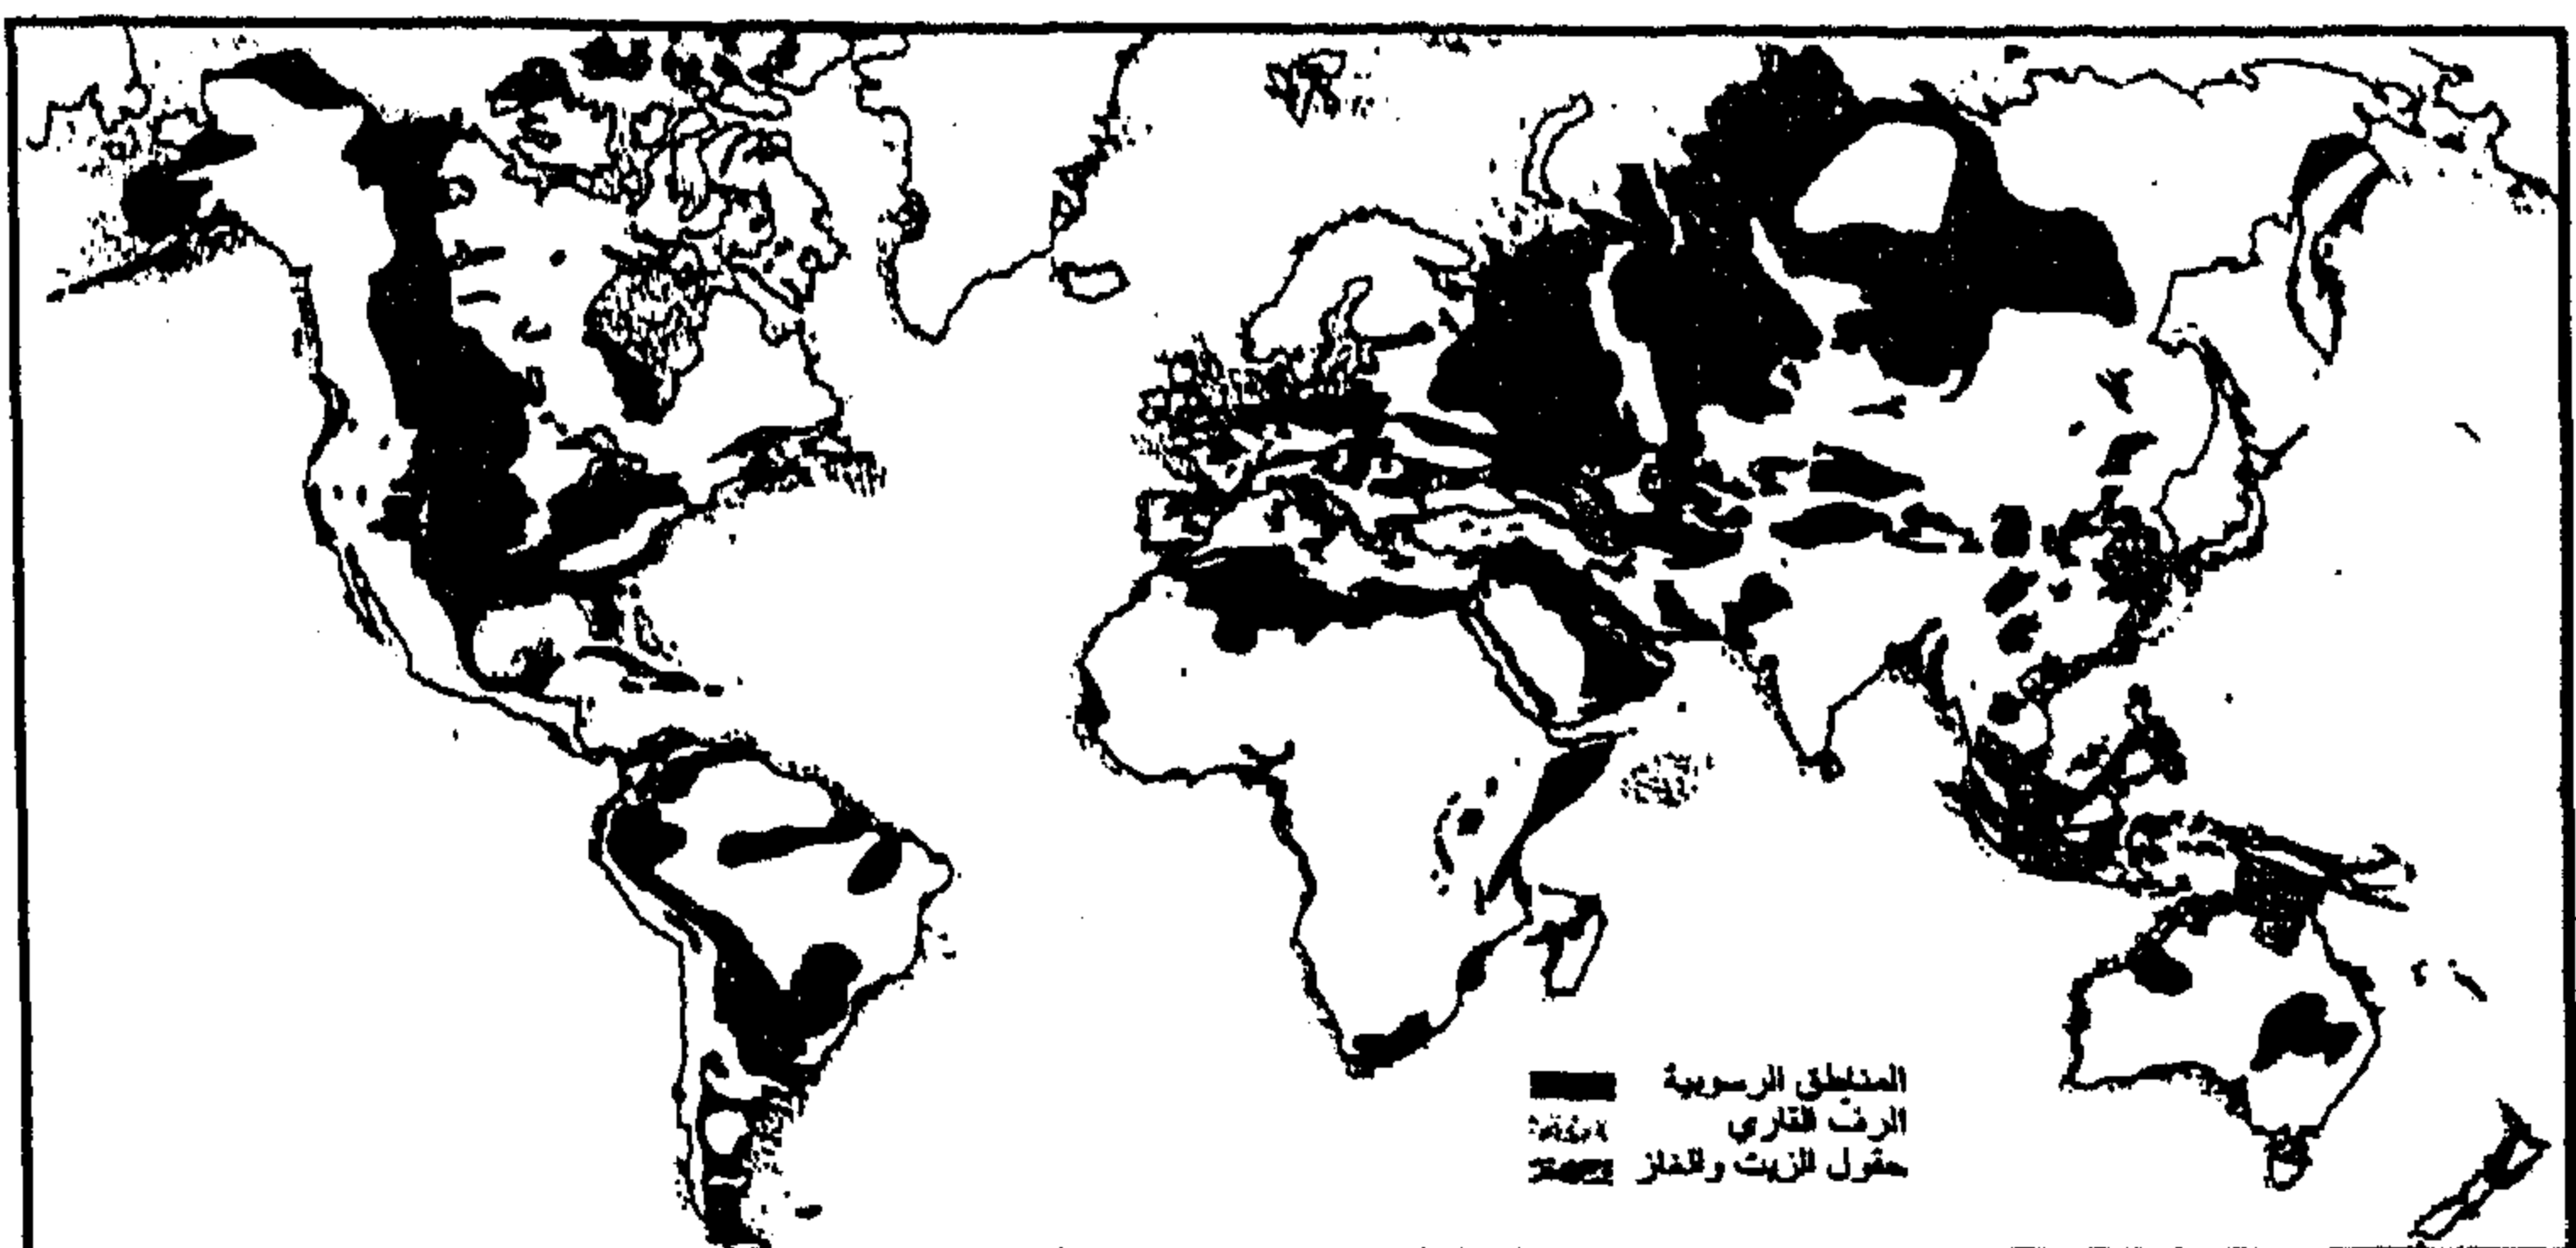 المناطق الرسوبية
الرف القاري
حقول الزيت والغاز